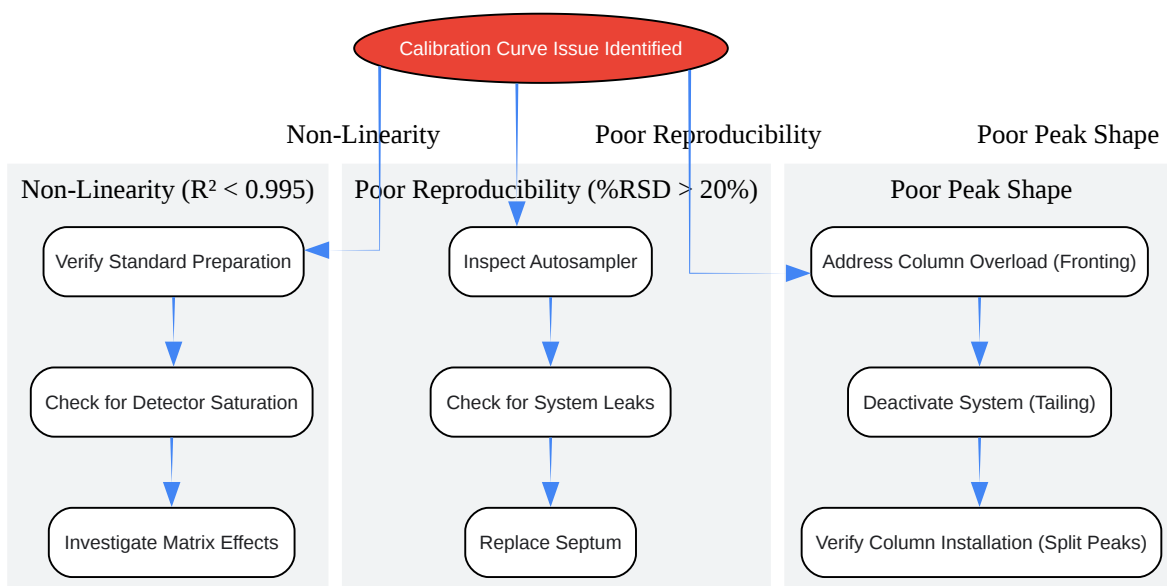 Calibration Curve Issue Identified
Non-Linearity
Poor Reproducibility
Poor Peak Shape
Non-Linearity (R² < 0.995)
Poor Reproducibility (%RSD > 20%)
Poor Peak Shape
Verify Standard Preparation
Inspect Autosampler
Address Column Overload (Fronting)
Check for Detector Saturation
Check for System Leaks
Deactivate System (Tailing)
Investigate Matrix Effects
Replace Septum
Verify Column Installation (Split Peaks)